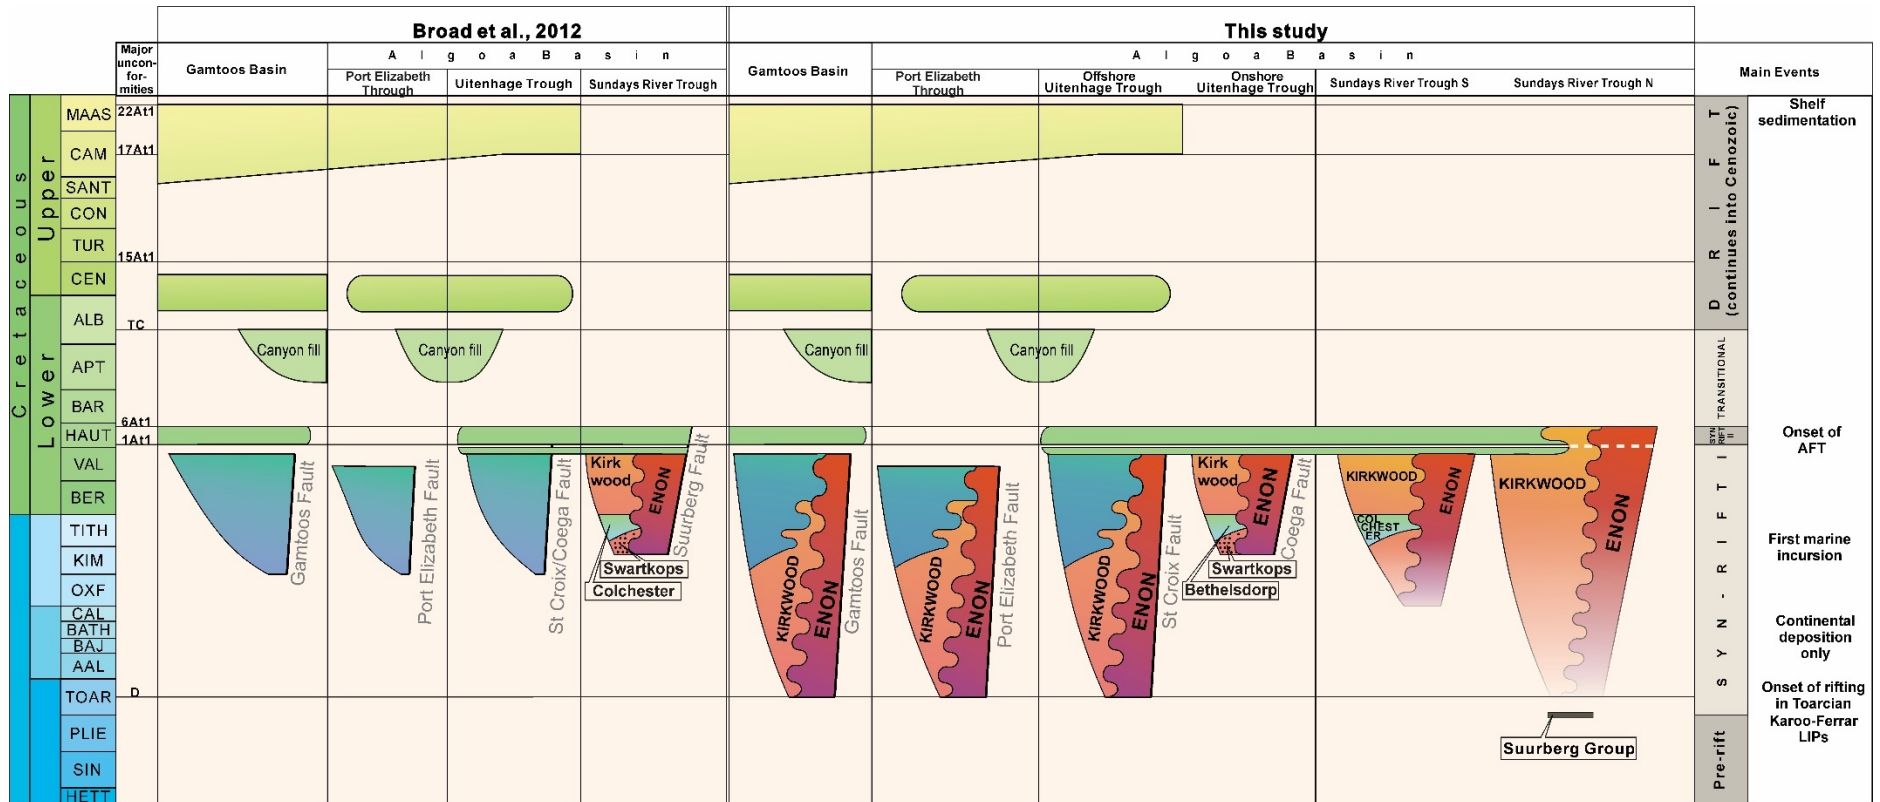 Broad et al., 2012
This study
Major
uncon-
for-
mities
Gamtoos Basin
A l g o a B a s i n
Port Elizabeth
Through
Uitenhage Trough
Sundays River Trough
Gamtoos Basin
A l g o a B a s i n
Port Elizabeth
Through
Offshore
Uitenhage Trough
Onshore
Uitenhage Trough
Sundays River Trough S
Sundays River Trough N
Main Events
Cretaceous
Upper
Lower
MAAS
CAM
SANT
CON
TUR
CEN
ALB
APT
BAR
HAUT
VAL
BER
TITH
KIM
OXF
CAL
BATH
BAJ
AAL
TOAR
PLIE
SIN
HETT
22At1
17At1
15At1
TC
6At1
1At1
D
Canyon fill
Canyon fill
Gamtoos Fault
Port Elizabeth Fault
St Croix/Coega Fault
Kirk
wood
ENON
Suurberg Fault
Swartkops
Colchester
Canyon fill
Canyon fill
KIRKWOOD
ENON
Gamtoos Fault
KIRKWOOD
ENON
Port Elizabeth Fault
KIRKWOOD
ENON
St Croix Fault
Kirk
wood
ENON
Coega Fault
Swartkops
Bethelsdorp
KIRKWOOD
COL
CHEST
ER
ENON
KIRKWOOD
ENON
Suurberg Group
DRIFT
(continues into Cenozoic)
TRANSITIONAL
SYN
RIFT
II
SYN-RIFT I
Pre-rift
Shelf
sedimentation
Onset of
AFT
First marine
incursion
Continental
deposition
only
Onset of rifting
in Toarcian
Karoo-Ferrar
LIPs